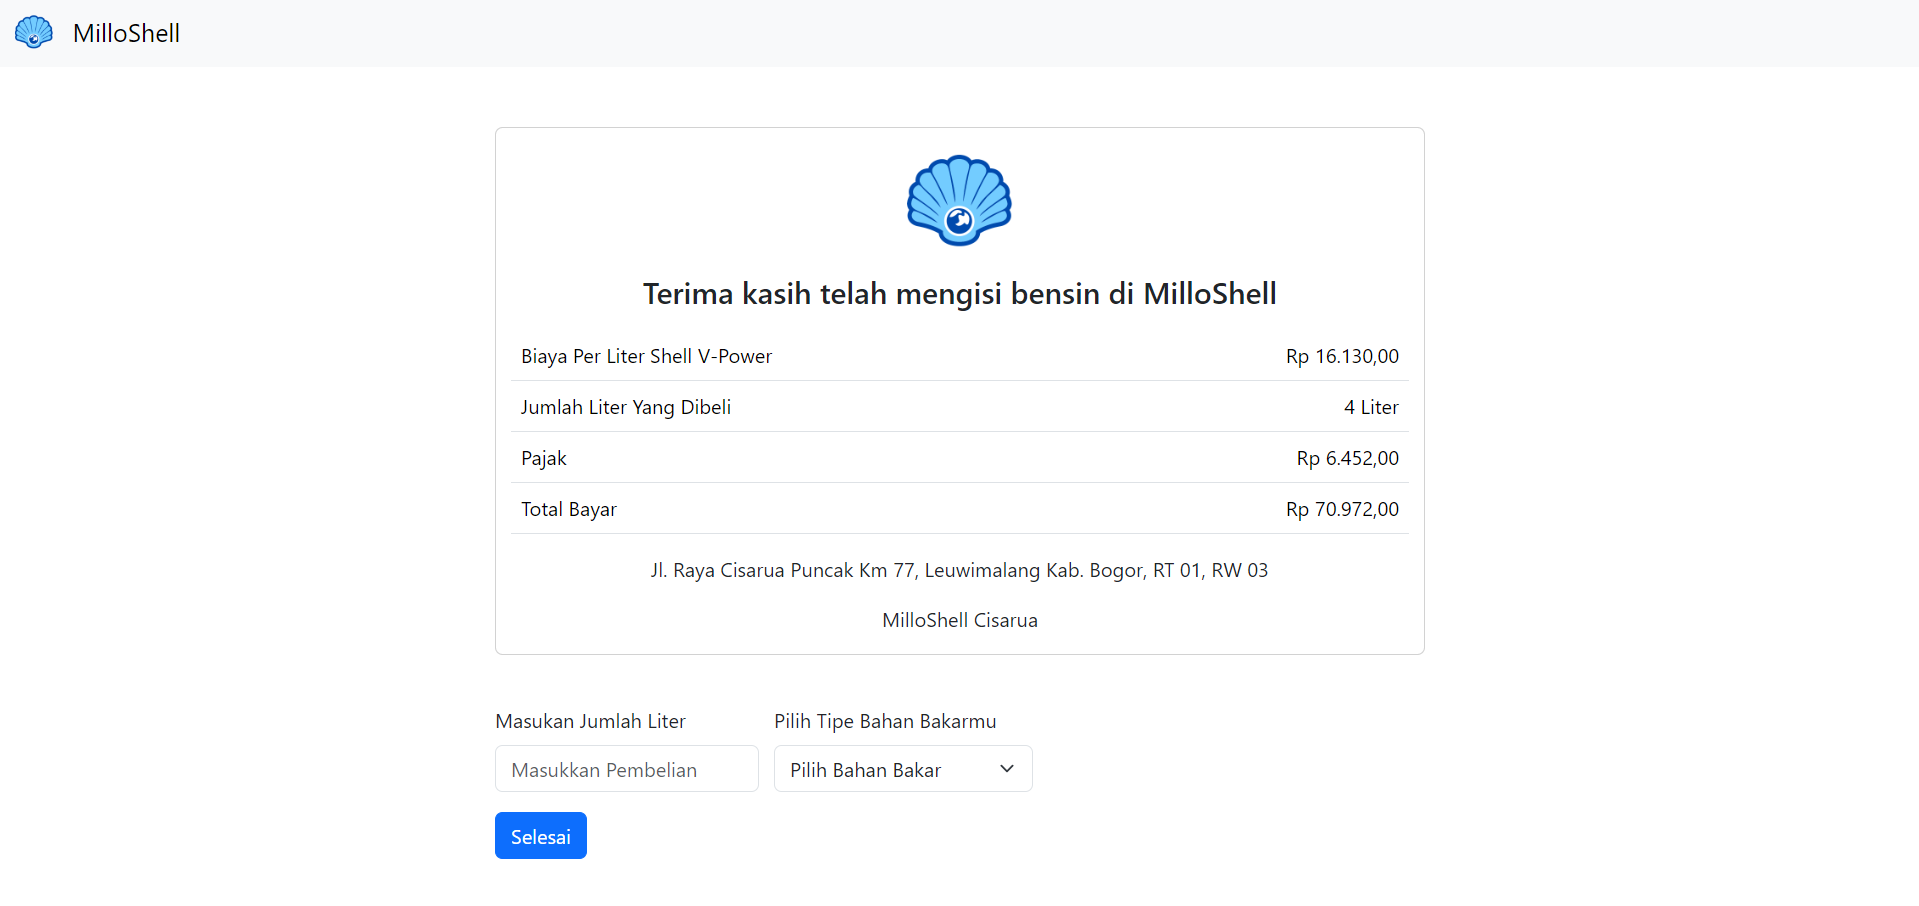 MilloShell
Terima kasih telah mengisi bensin di MilloShell
Biaya Per Liter Shell V-Power Rp 16.130,00
Jumlah Liter Yang Dibeli 4 Liter
Pajak Rp 6.452,00
Total Bayar Rp 70.972,00
Jl. Raya Cisarua Puncak Km 77, Leuwimalang Kab. Bogor, RT 01, RW 03
MilloShell Cisarua
Masukan Jumlah Liter Pilih Tipe Bahan Bakarmu
Masukkan Pembelian Pilih Bahan Bakar
Selesai